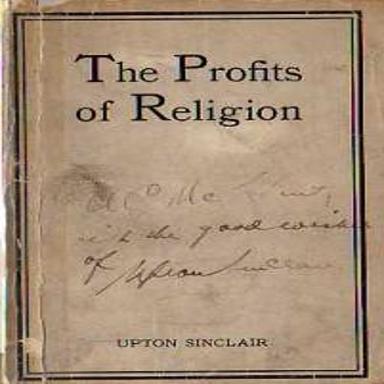 The Profits
of Religion
with the good wishes
of Upton Sinclair
UPTON SINCLAIR